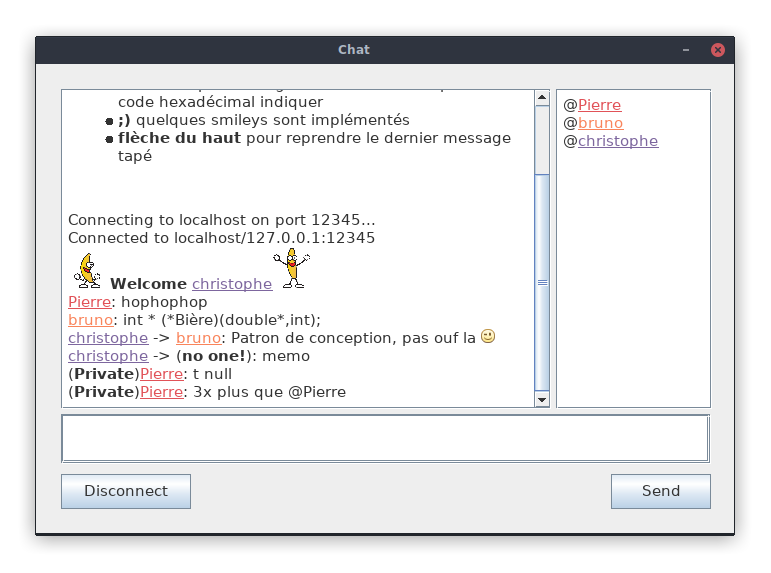 Chat
code hexadécimal indiquer
;) quelques smileys sont implémentés
flèche du haut pour reprendre le dernier message
tapé
Connecting to localhost on port 12345...
Connected to localhost/127.0.0.1:12345
Welcome christophe
Pierre: hophophop
bruno: int * (*Bière)(double*,int);
christophe -> bruno: Patron de conception, pas ouf la
christophe -> (no one!): memo
(Private)Pierre: t null
(Private)Pierre: 3x plus que @Pierre
@Pierre
@bruno
@christophe
Disconnect
Send